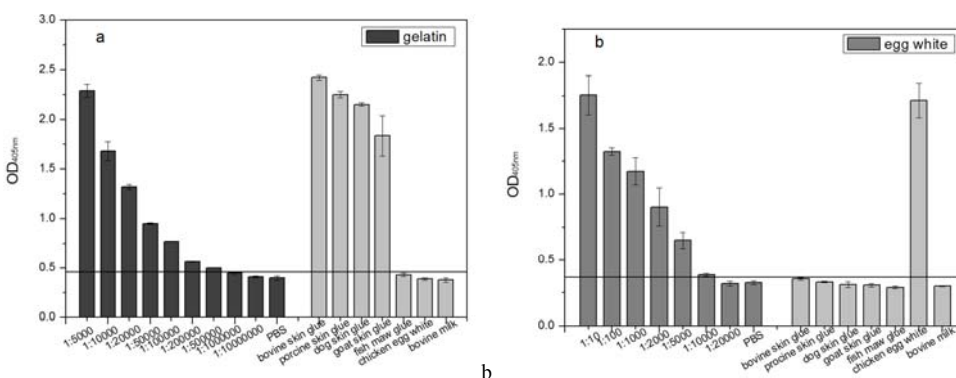 a
gelatin
OD405nm
3.0
2.5
2.0
1.5
1.0
0.5
0.0
1:5000
1:10000
1:20000
1:50000
1:100000
1:200000
1:500000
1:1000000
1:10000000
PBS
bovine skin glue
porcine skin glue
dog skin glue
goat skin glue
fish maw glue
chicken egg white
bovine milk
b
egg white
OD405nm
2.0
1.5
1.0
0.5
0.0
1:10
1:100
1:1000
1:2000
1:5000
1:10000
1:20000
PBS
bovine skin glue
procine skin glue
dog skin glue
goat skin glue
fish maw glue
chicken egg white
bovine milk
b